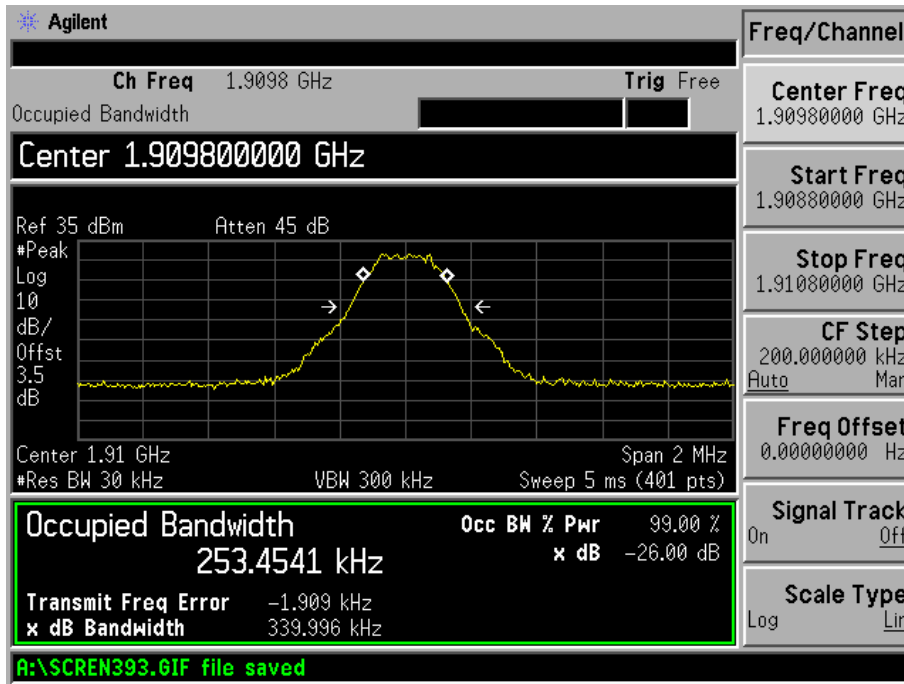 Agilent
Freq/Channel
Ch Freq 1.9098 GHz Trig Free
Occupied Bandwidth
Center 1.909800000 GHz
Ref 35 dBm Atten 45 dB
#Peak
Log
10
dB/
Offst
3.5
dB
Center 1.91 GHz Span 2 MHz
#Res BW 30 kHz VBW 300 kHz Sweep 5 ms (401 pts)
Occupied Bandwidth
253.4541 kHz
Occ BW % Pwr 99.00 %
x dB -26.00 dB
Transmit Freq Error -1.909 kHz
x dB Bandwidth 339.996 kHz
A:\SCREN393.GIF file saved
Center Freq
1.90980000 GHz
Start Freq
1.90880000 GHz
Stop Freq
1.91080000 GHz
CF Step
200.000000 kHz
Auto Man
Freq Offset
0.00000000 Hz
Signal Track
On Off
Scale Type
Log Lin